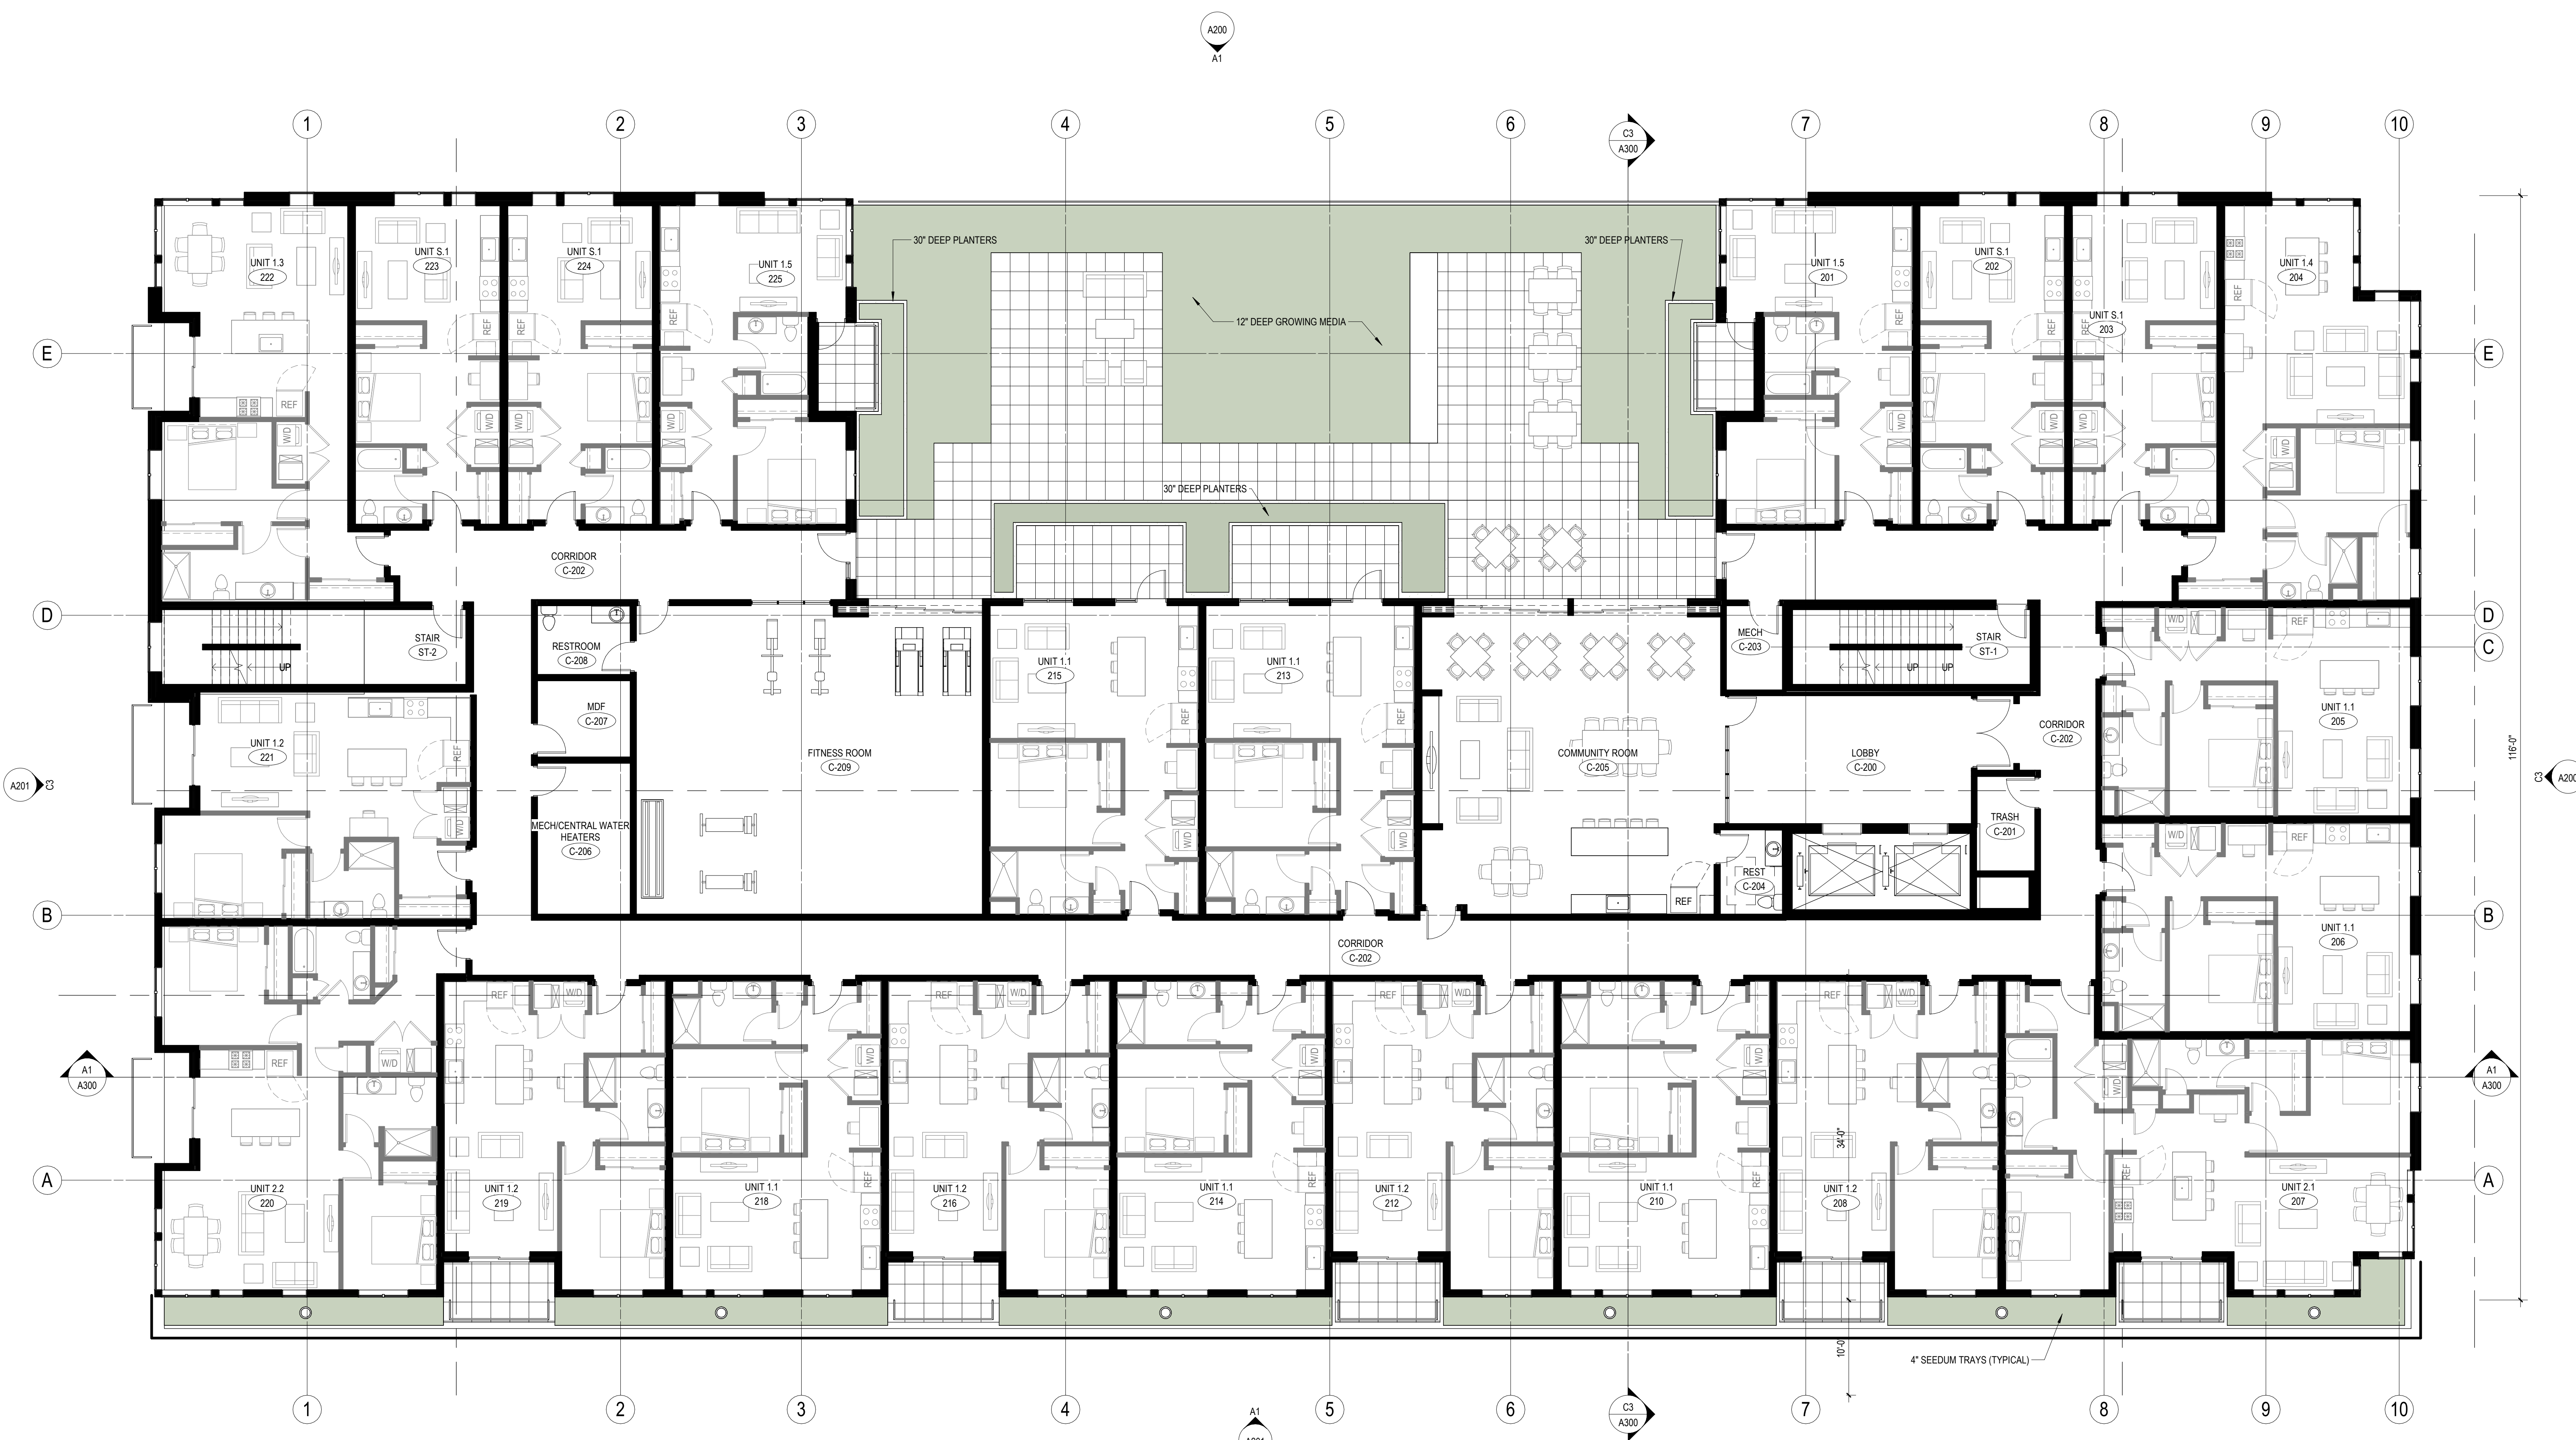 A200
A1
1
2
3
4
5
6
C3
A300
7
8
9
10
UNIT 1.3
222
UNIT S.1
223
UNIT S.1
224
UNIT 1.5
225
30" DEEP PLANTERS
30" DEEP PLANTERS
12" DEEP GROWING MEDIA
UNIT 1.5
201
UNIT S.1
202
UNIT S.1
203
UNIT 1.4
204
REF
REF
REF
REF
REF
REF
REF
REF
E
E
W/D
W/D
W/D
W/D
W/D
W/D
W/D
W/D
30" DEEP PLANTERS
CORRIDOR
C-202
D
D
STAIR
ST-2
UP
RESTROOM
C-208
MDF
C-207
MECH/CENTRAL WATER
HEATERS
C-206
FITNESS ROOM
C-209
UNIT 1.1
215
REF
W/D
UNIT 1.1
213
REF
W/D
COMMUNITY ROOM
C-205
REF
REST
C-204
MECH
C-203
STAIR
ST-1
UP
UP
C
LOBBY
C-200
CORRIDOR
C-202
TRASH
C-201
W/D
REF
UNIT 1.1
205
W/D
REF
UNIT 1.1
206
116'-0"
UNIT 1.2
221
REF
W/D
A201
C3
C3
A200
B
B
CORRIDOR
C-202
REF
W/D
REF
W/D
W/D
REF
REF
W/D
W/D
REF
REF
W/D
W/D
REF
REF
W/D
W/D
REF
A1
A300
A1
A300
34'-0"
A
A
UNIT 2.2
220
UNIT 1.2
219
UNIT 1.1
218
UNIT 1.2
216
UNIT 1.1
214
UNIT 1.2
212
UNIT 1.1
210
UNIT 1.2
208
UNIT 2.1
207
10'-0
4" SEEDUM TRAYS (TYPICAL)
1
2
3
4
5
6
C3
A300
7
8
9
10
A1